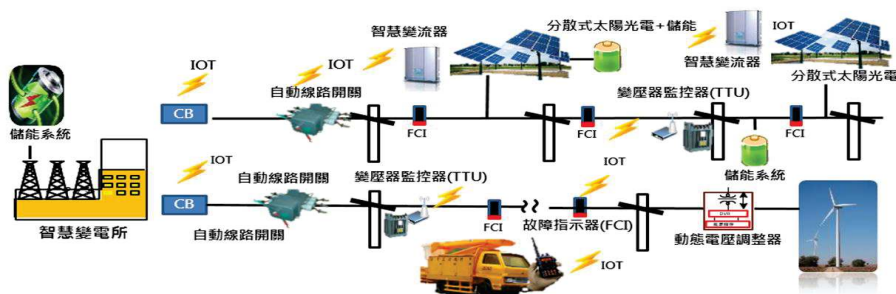 智慧變流器
分散式太陽光電+儲能
IOT
IOT
IOT
IOT
智慧變流器
分散式太陽光電
自動線路開關
變壓器監控器(TTU)
CB
FCI
FCI
FCI
IOT
儲能系統
儲能系統
IOT
自動線路開關
變壓器監控器(TTU)
IOT
CB
智慧變電所
自動線路開關
FCI
故障指示器(FCI)
動態電壓調整器
IOT